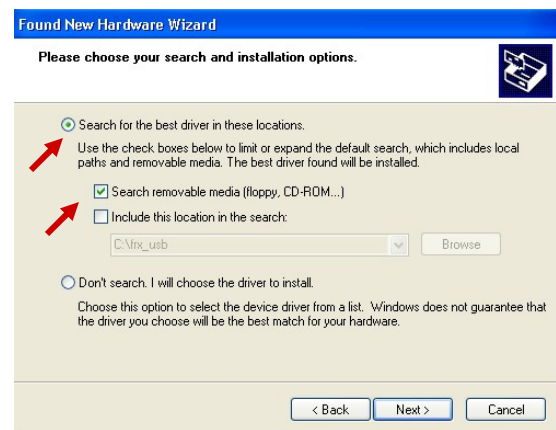 Found New Hardware Wizard
Please choose your search and installation options.
Search for the best driver in these locations.
Use the check boxes below to limit or expand the default search, which includes local
paths and removable media. The best driver found will be installed.
Search removable media (floppy, CD-ROM...)
Include this location in the search:
C:\frx_usb
Browse
Don't search. I will choose the driver to install.
Choose this option to select the device driver from a list. Windows does not guarantee that
the driver you choose will be the best match for your hardware.
< Back
Next >
Cancel